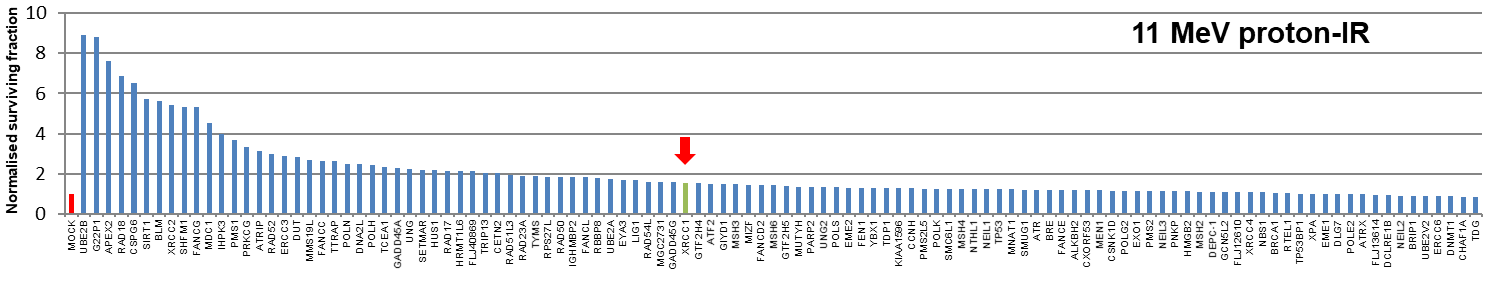 11 MeV proton-IR
Normalised surviving fraction
10
8
6
4
2
0
MOCK
UBE2B
G22P1
APEX2
RAD18
CSPG6
SIRT1
BLM
XRCC2
SHFM1
FANCG
MDC1
IHPK3
PMS1
PRKCG
ATRIP
RAD52
ERCC3
DUT
MMS19L
FANCC
TTRAP
POLN
DNA2L
POLH
TCEA1
GADD45A
UNG
SETMAR
HUS1
RAD17
HRMT1L6
FLJ40869
TRIP13
CETN2
RAD51L3
RAD23A
TYMS
RPS27L
RAD50
IGHMBP2
FANCL
RBBP8
UBE2A
EYA3
LIG1
RAD54L
MGC2731
GADD45G
XRCC1
GTF2H4
ATF2
GIYD1
MSH3
MIZF
FANCD2
MSH6
GTF2H5
MUTYH
PARP2
UNG2
POLS
EME2
FEN1
YBX1
TDP1
KIAA1596
CCNH
PMS2L5
POLK
SMC6L1
MSH4
NTHL1
NEIL1
TP53
MNAT1
SMUG1
ATR
BRE
FANCE
ALKBH2
CXORF53
MEN1
CSNK1D
POLG2
EXO1
PMS2
NEIL3
PNKP
HMGB2
MSH2
DEPC-1
GCN5L2
FLJ12610
XRCC4
NBS1
BRCA1
RTEL1
TP53BP1
XPA
EME1
DLG7
POLE2
ATRX
FLJ13614
DCLRE1B
NEIL2
BRIP1
UBE2V2
ERCC6
DNMT1
CHAF1A
TDG